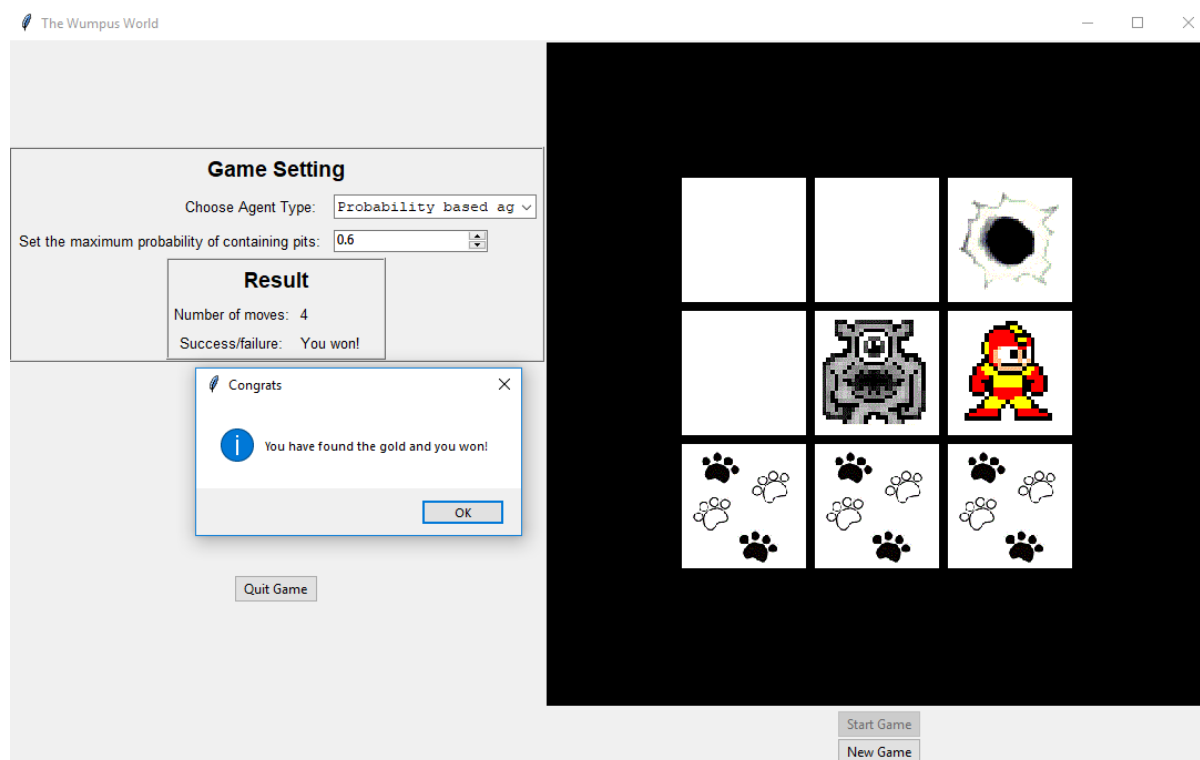 The Wumpus World
Game Setting
Choose Agent Type: Probability based ag
Set the maximum probability of containing pits: 0.6
Result
Number of moves: 4
Success/failure: You won!
Congrats
You have found the gold and you won!
OK
Quit Game
Start Game
New Game